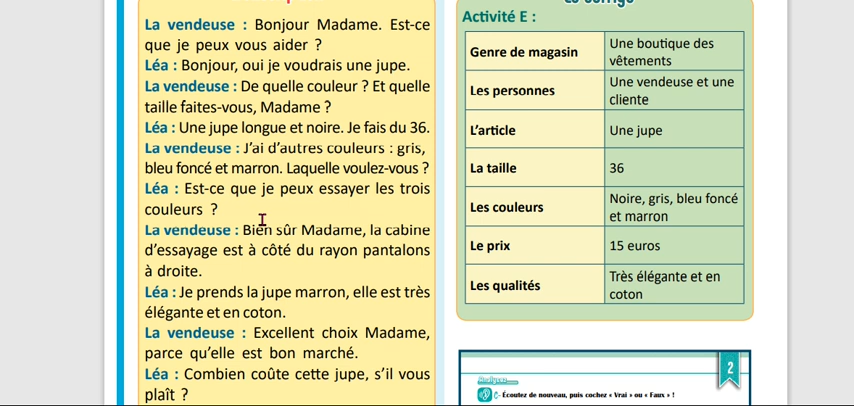 La vendeuse : Bonjour Madame. Est-ce
que je peux vous aider ?
Léa : Bonjour, oui je voudrais une jupe.
La vendeuse : De quelle couleur ? Et quelle
taille faites-vous, Madame ?
Léa : Une jupe longue et noire. Je fais du 36.
La vendeuse : J'ai d'autres couleurs : gris,
bleu foncé et marron. Laquelle voulez-vous ?
Léa : Est-ce que je peux essayer les trois
couleurs ?
La vendeuse : Bien sûr Madame, la cabine
d'essayage est à côté du rayon pantalons
à droite.
Léa : Je prends la jupe marron, elle est très
élégante et en coton.
La vendeuse : Excellent choix Madame,
parce qu'elle est bon marché.
Léa : Combien coûte cette jupe, s'il vous
plaît ?
Activité E :
Genre de magasin
Une boutique des
vêtements
Les personnes
Une vendeuse et une
cliente
L'article
Une jupe
La taille
36
Les couleurs
Noire, gris, bleu foncé
et marron
Le prix
15 euros
Les qualités
Très élégante et en
coton
2
Écoutez de nouveau, puis cochez « Vrai » ou « Faux » !